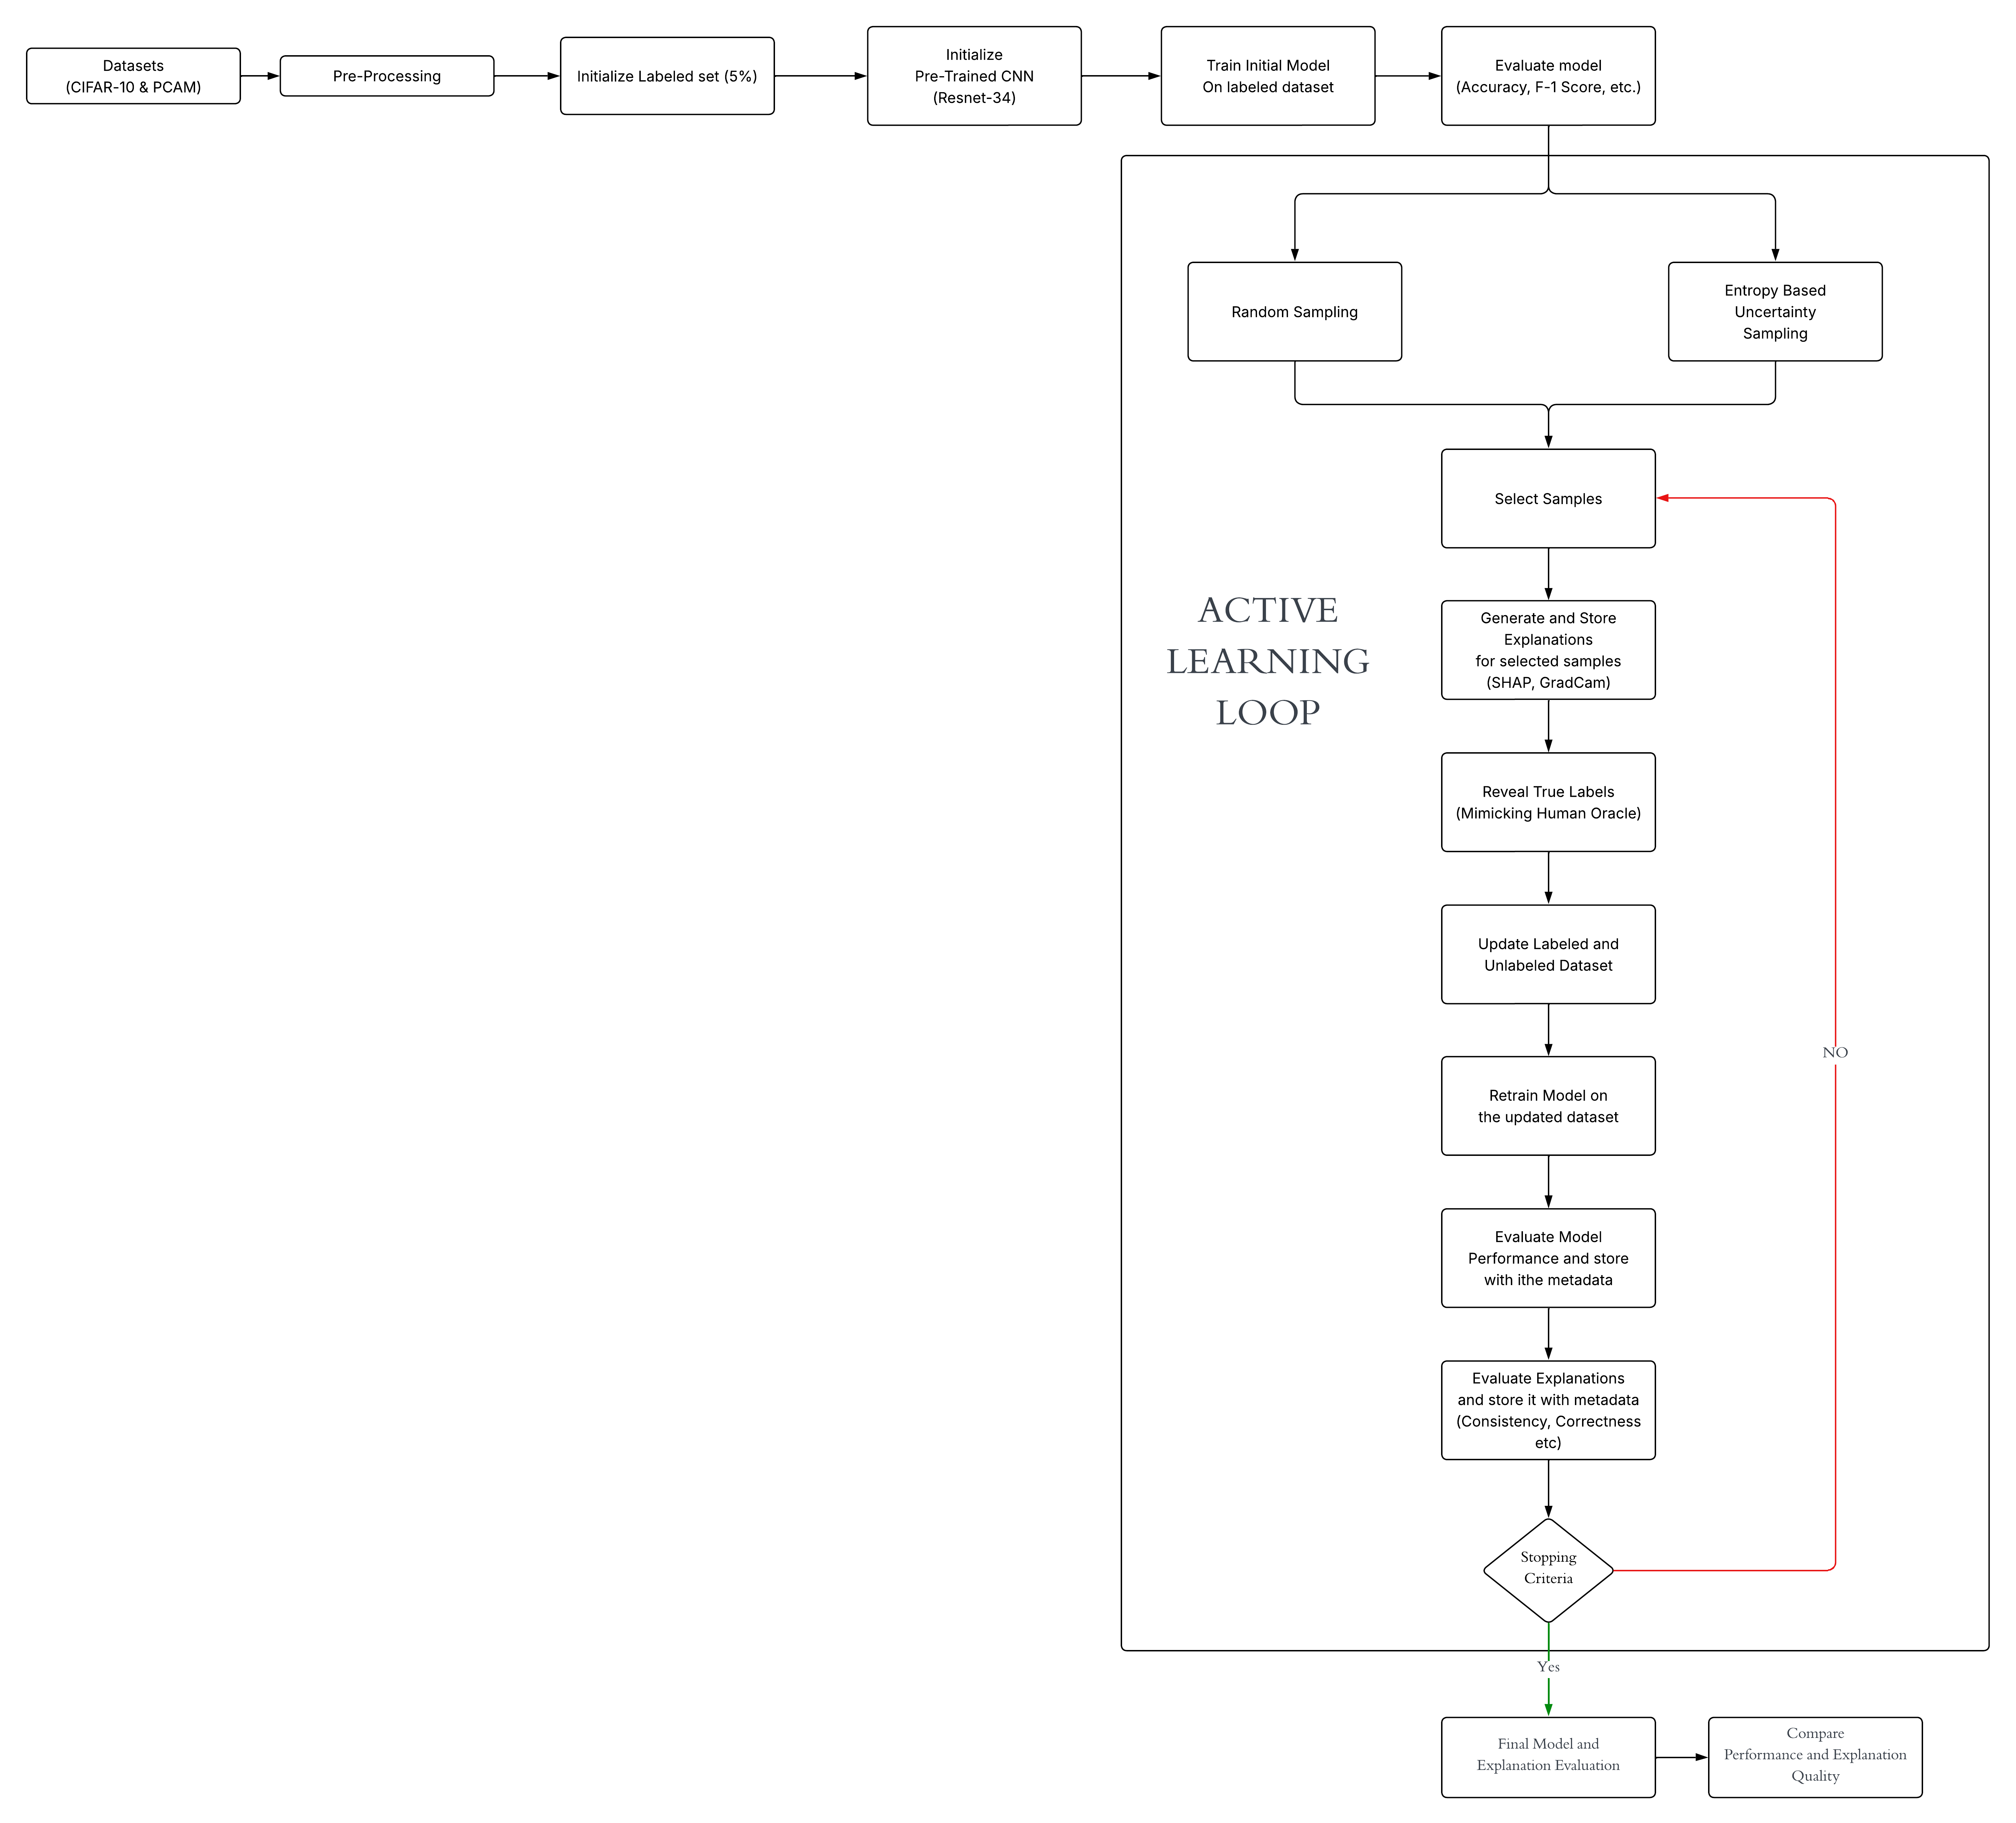 Datasets
(CIFAR-10 & PCAM)
Pre-Processing
Initialize Labeled set (5%)
Initialize
Pre-Trained CNN
(Resnet-34)
Train Initial Model
On labeled dataset
Evaluate model
(Accuracy, F-1 Score, etc.)
Random Sampling
Entropy Based
Uncertainty
Sampling
Select Samples
ACTIVE
LEARNING
LOOP
Generate and Store
Explanations
for selected samples
(SHAP, GradCam)
Reveal True Labels
(Mimicking Human Oracle)
Update Labeled and
Unlabeled Dataset
NO
Retrain Model on
the updated dataset
Evaluate Model
Performance and store
with ithe metadata
Evaluate Explanations
and store it with metadata
(Consistency, Correctness
etc)
Stopping
Criteria
Yes
Final Model and
Explanation Evaluation
Compare
Performance and Explanation
Quality